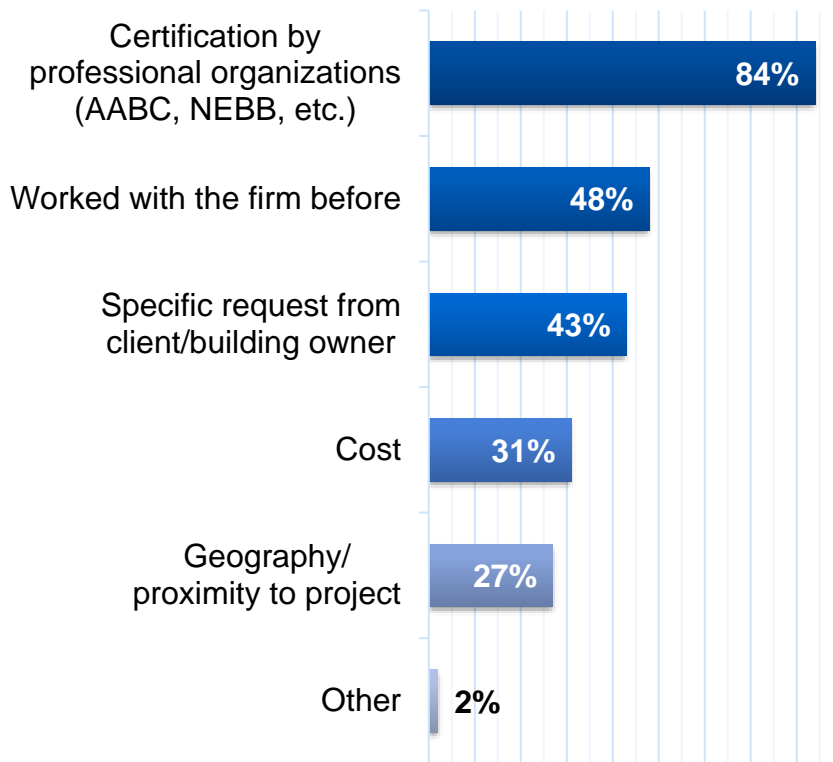 Certification by
professional organizations
(AABC, NEBB, etc.)
84%
Worked with the firm before
48%
Specific request from
client/building owner
43%
Cost
31%
Geography/
proximity to project
27%
Other
2%